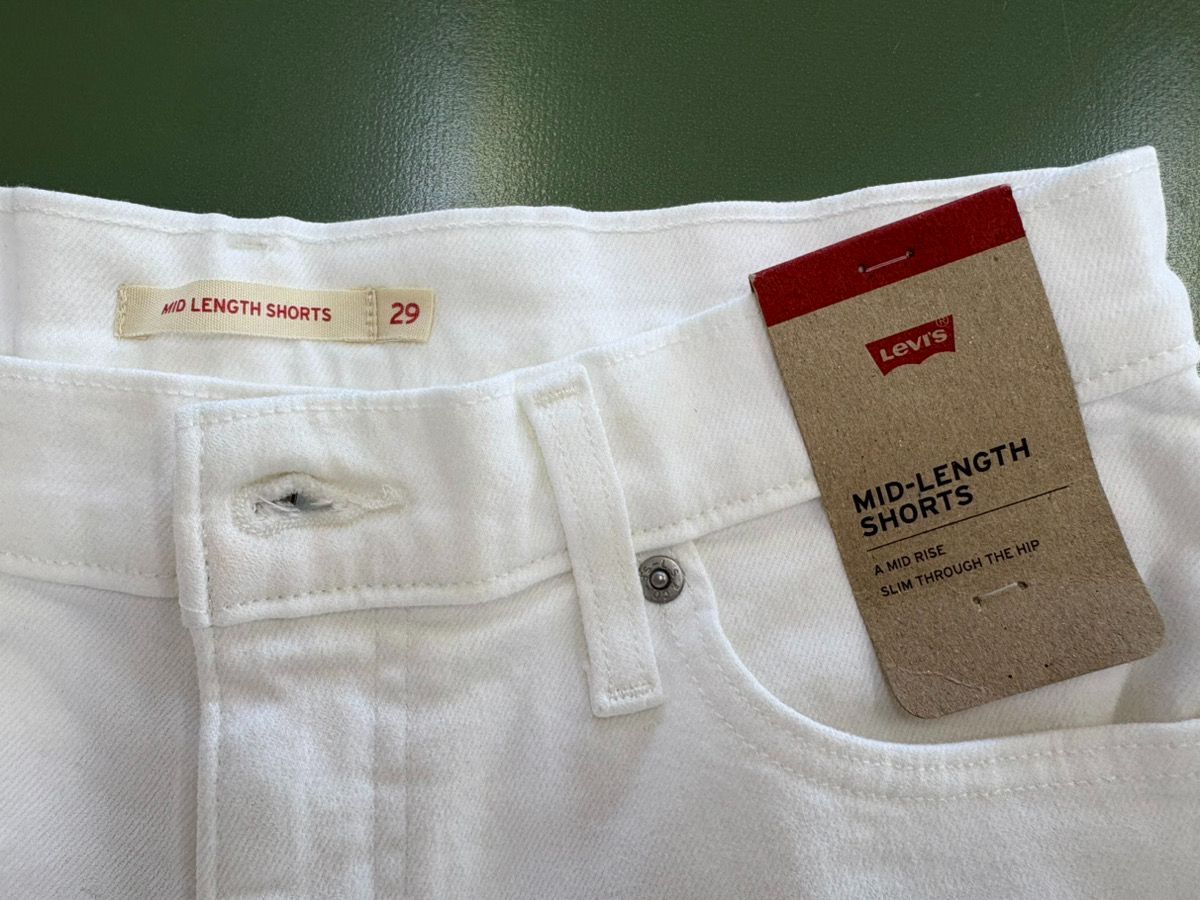 MID LENGTH SHORTS 29
Levi's®
MID-LENGTH
SHORTS
A MID RISE
SLIM THROUGH THE HIP